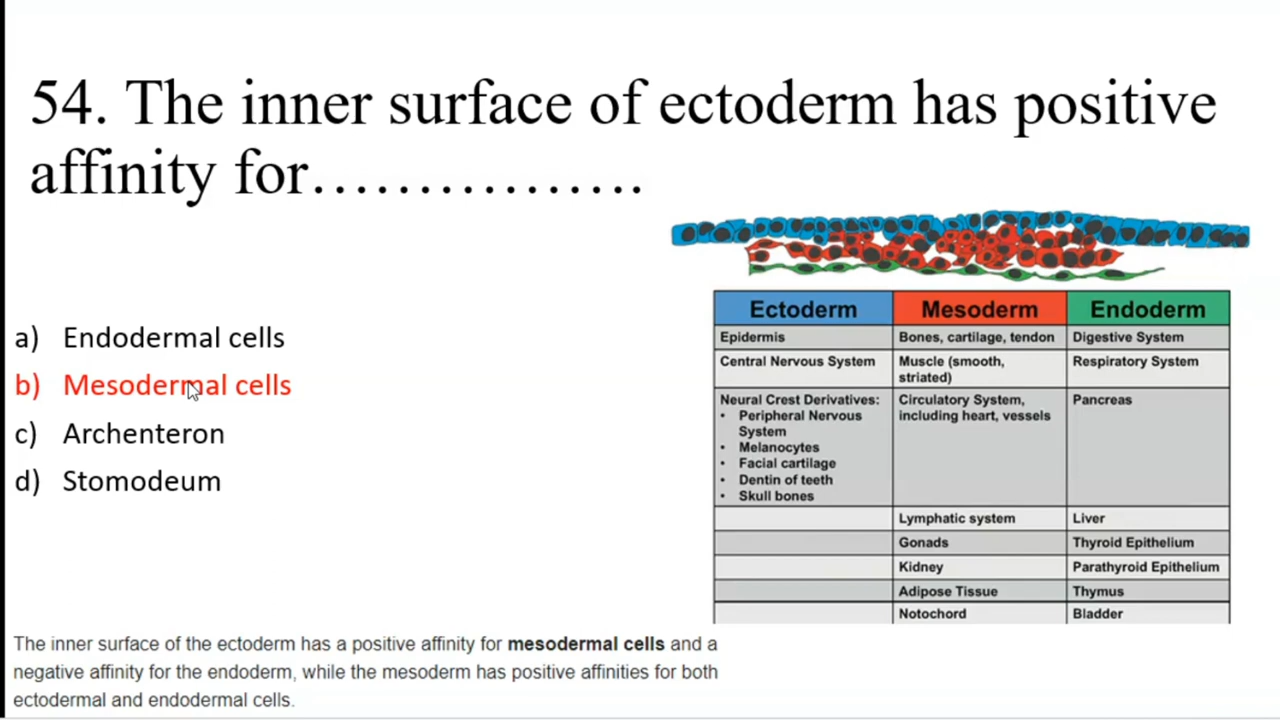 54. The inner surface of ectoderm has positive
affinity for…………….
a) Endodermal cells
b) Mesodermal cells
c) Archenteron
d) Stomodeum
Ectoderm Mesoderm Endoderm
Epidermis Bones, cartilage, tendon Digestive System
Central Nervous System Muscle (smooth, Respiratory System
striated)
Neural Crest Derivatives: Circulatory System, Pancreas
• Peripheral Nervous including heart, vessels
System
• Melanocytes
• Facial cartilage
• Dentin of teeth
• Skull bones
Lymphatic system Liver
Gonads Thyroid Epithelium
Kidney Parathyroid Epithelium
Adipose Tissue Thymus
Notochord Bladder
The inner surface of the ectoderm has a positive affinity for mesodermal cells and a
negative affinity for the endoderm, while the mesoderm has positive affinities for both
ectodermal and endodermal cells.